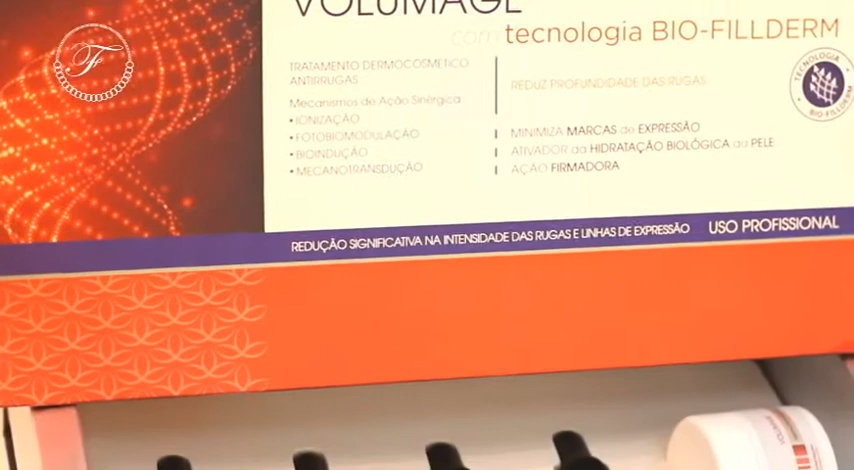 VOLUMAGE
com tecnologia BIO-FILLDERM
TRATAMENTO DERMOCOSMÉTICO
ANTIRRUGAS
Mecanismos de Ação Sinérgica
• IONIZAÇÃO
• FOTOBIOMODULAÇÃO
• BIOINDUÇÃO
• MECANOTRANSDUÇÃO
REDUZ PROFUNDIDADE DAS RUGAS
MINIMIZA MARCAS de EXPRESSÃO
ATIVADOR da HIDRATAÇÃO BIOLÓGICA da PELE
AÇÃO FIRMADORA
TECNOLOGIA
BIO-FILLDERM
REDUÇÃO SIGNIFICATIVA NA INTENSIDADE DAS RUGAS E LINHAS DE EXPRESSÃO
USO PROFISSIONAL